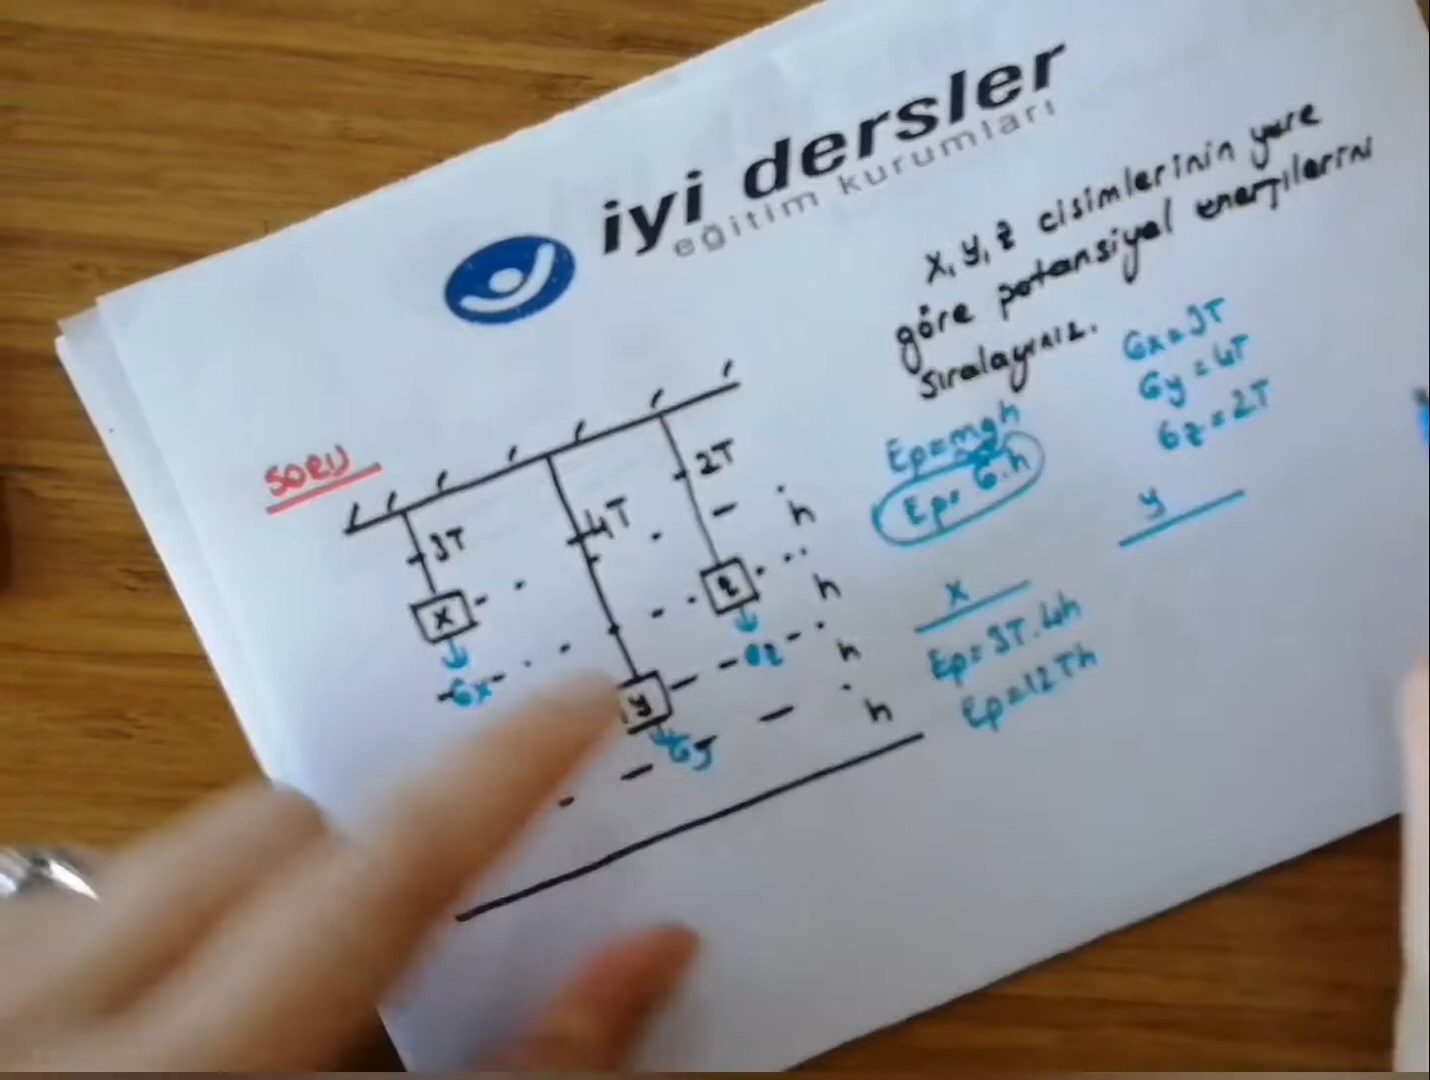 iyi dersler
eğitim kurumları
X, Y, Z cisimlerinin yere
göre potansiyel enerjilerini
sıralayınız.
SORU
3T
4T
2T
X
Y
Z
Gx
Gy
Gz
h
h
h
h
Ep=mgh
Ep=G.h
Gx=3T
Gy=4T
Gz=2T
X
Ep=3T.4h
Ep=12Th
Y